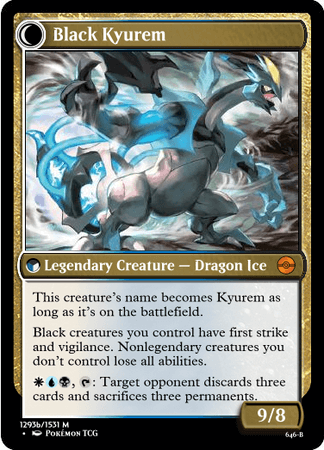 Black Kyurem
Legendary Creature — Dragon Ice
This creature's name becomes Kyurem as
long as it's on the battlefield.
Black creatures you control have first strike
and vigilance. Nonlegendary creatures you
don't control lose all abilities.
: Target opponent discards three
cards and sacrifices three permanents.
9/8
1293b/1531 M
• Pokémon TCG
646-B